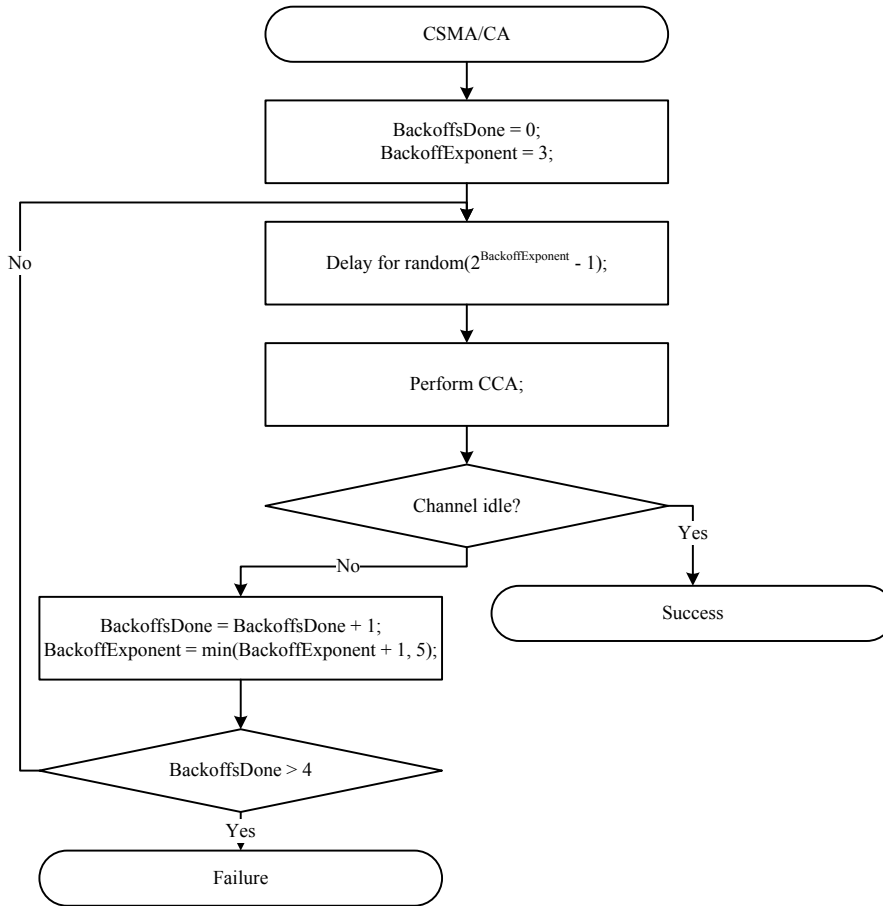 CSMA/CA
BackoffsDone = 0;
BackoffExponent = 3;
No
Delay for random(2^BackoffExponent - 1);
Perform CCA;
Channel idle?
Yes
No
BackoffsDone = BackoffsDone + 1;
BackoffExponent = min(BackoffExponent + 1, 5);
Success
BackoffsDone > 4
Yes
Failure